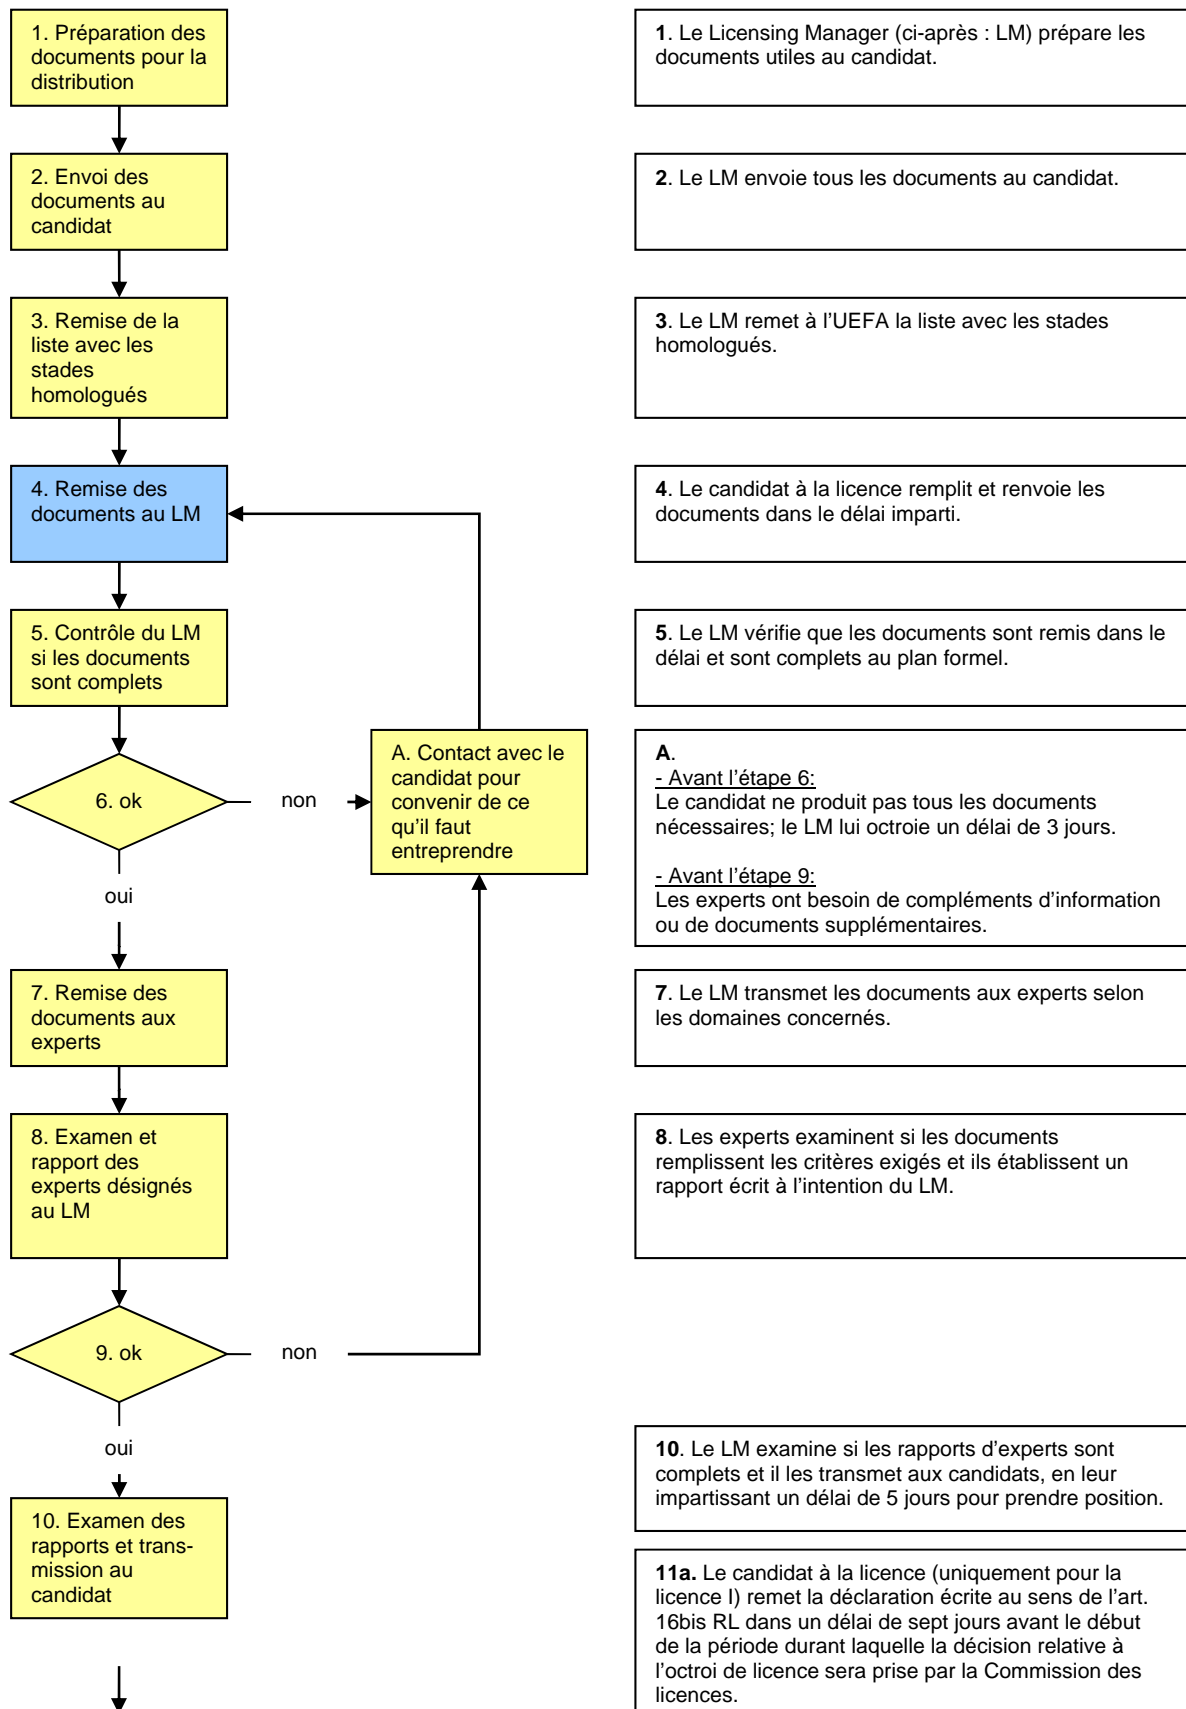 1. Préparation des
documents pour la
distribution
1. Le Licensing Manager (ci-après : LM) prépare les
documents utiles au candidat.
2. Envoi des
documents au
candidat
2. Le LM envoie tous les documents au candidat.
3. Remise de la
liste avec les
stades
homologués
3. Le LM remet à l’UEFA la liste avec les stades
homologués.
4. Remise des
documents au LM
4. Le candidat à la licence remplit et renvoie les
documents dans le délai imparti.
5. Contrôle du LM
si les documents
sont complets
5. Le LM vérifie que les documents sont remis dans le
délai et sont complets au plan formel.
6. ok
non
oui
A. Contact avec le
candidat pour
convenir de ce
qu’il faut
entreprendre
A.
- Avant l’étape 6:
Le candidat ne produit pas tous les documents
nécessaires; le LM lui octroie un délai de 3 jours.
- Avant l’étape 9:
Les experts ont besoin de compléments d’information
ou de documents supplémentaires.
7. Remise des
documents aux
experts
7. Le LM transmet les documents aux experts selon
les domaines concernés.
8. Examen et
rapport des
experts désignés
au LM
8. Les experts examinent si les documents
remplissent les critères exigés et ils établissent un
rapport écrit à l’intention du LM.
9. ok
non
oui
10. Examen des
rapports et trans-
mission au
candidat
10. Le LM examine si les rapports d’experts sont
complets et il les transmet aux candidats, en leur
impartissant un délai de 5 jours pour prendre position.
11a. Le candidat à la licence (uniquement pour la
licence I) remet la déclaration écrite au sens de l’art.
16bis RL dans un délai de sept jours avant le début
de la période durant laquelle la décision relative à
l’octroi de licence sera prise par la Commission des
licences.